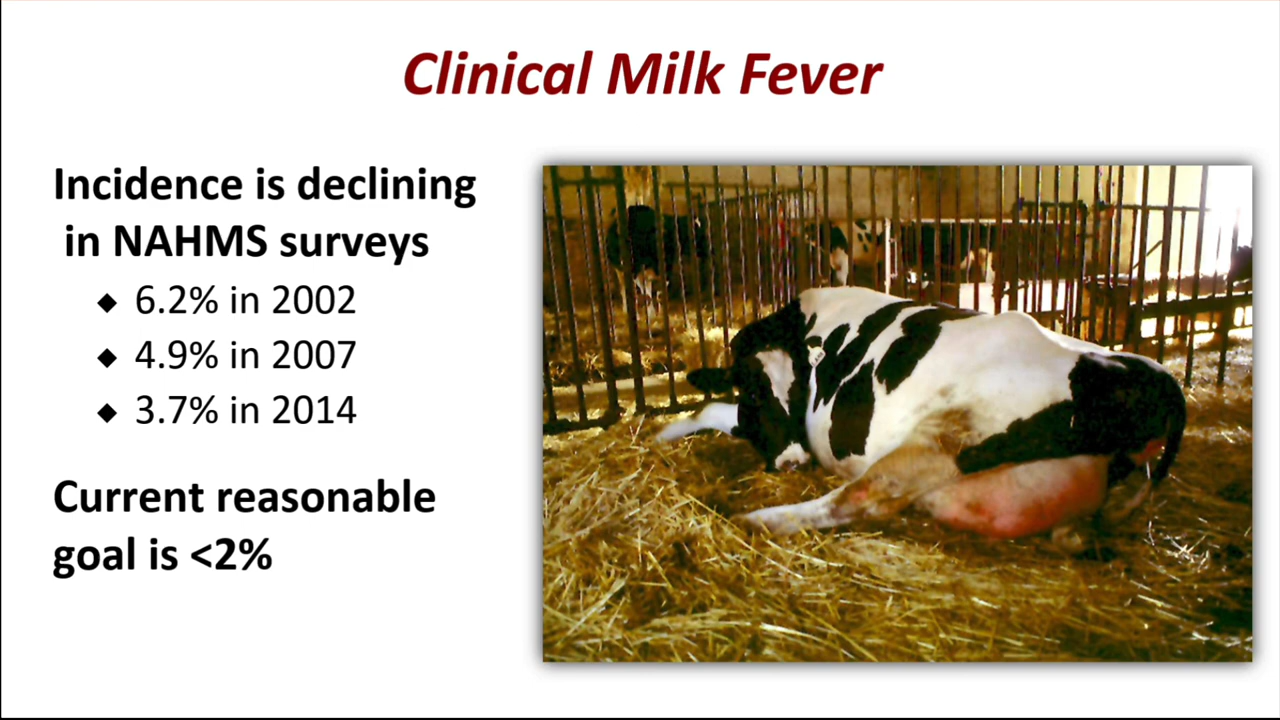 Clinical Milk Fever
Incidence is declining
in NAHMS surveys
◆ 6.2% in 2002
◆ 4.9% in 2007
◆ 3.7% in 2014
Current reasonable
goal is <2%